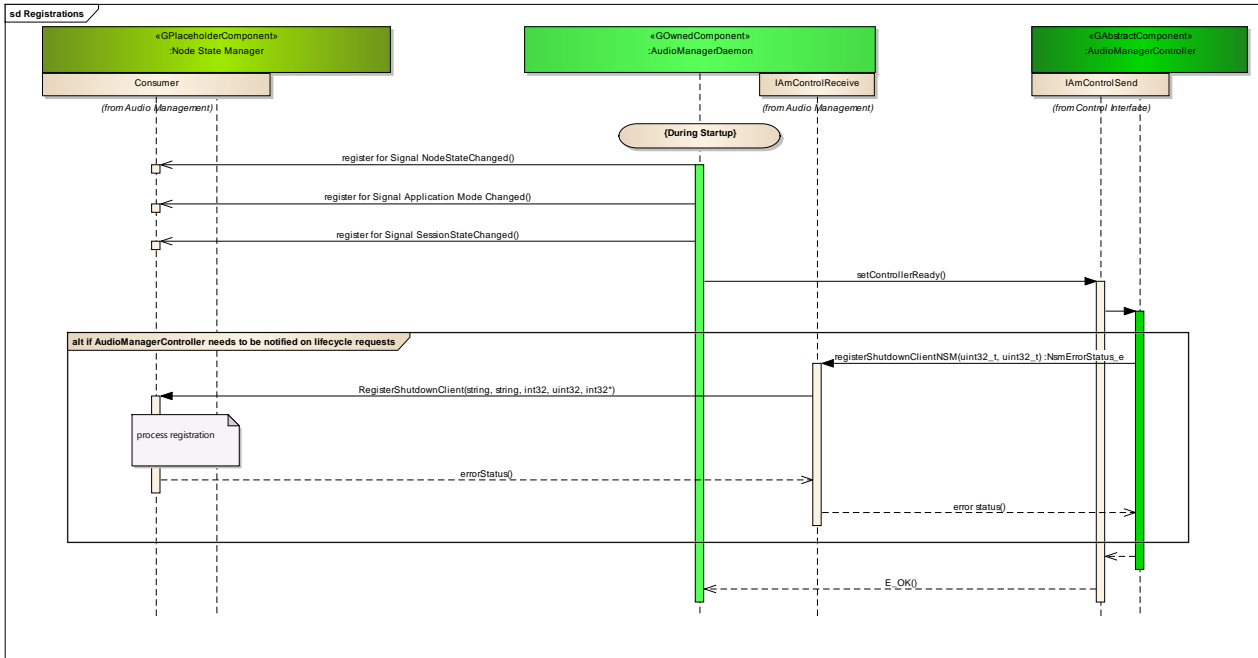 sd Registrations
«GPlaceholderComponent»
:Node State Manager
«GOwnedComponent»
:AudioManagerDaemon
«GAbstractComponent»
:AudioManagerController
Consumer
IAmControlReceive
IAmControlSend
(from Audio Management)
(from Audio Management)
(from Control Interface)
{During Startup}
register for Signal NodeStateChanged()
register for Signal Application Mode Changed()
register for Signal SessionStateChanged()
setControllerReady()
alt if AudioManagerController needs to be notified on lifecycle requests
registerShutdownClientNSM(uint32_t, uint32_t) :NsmErrorStatus_e
RegisterShutdownClient(string, string, int32, uint32, int32*)
process registration
errorStatus()
error status()
E_OK()